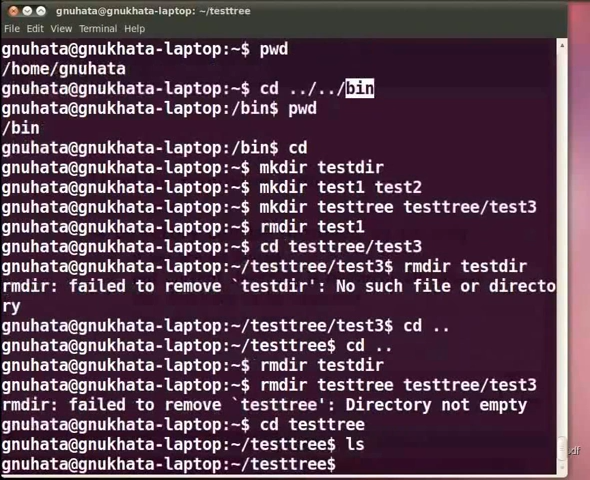 gnuhata@gnukhata-laptop: ~/testtree
File Edit View Terminal Help
gnuhata@gnukhata-laptop:~$ pwd
/home/gnuhata
gnuhata@gnukhata-laptop:~$ cd ../../bin
gnuhata@gnukhata-laptop:/bin$ pwd
/bin
gnuhata@gnukhata-laptop:/bin$ cd
gnuhata@gnukhata-laptop:~$ mkdir testdir
gnuhata@gnukhata-laptop:~$ mkdir test1 test2
gnuhata@gnukhata-laptop:~$ mkdir testtree testtree/test3
gnuhata@gnukhata-laptop:~$ rmdir test1
gnuhata@gnukhata-laptop:~$ cd testtree/test3
gnuhata@gnukhata-laptop:~/testtree/test3$ rmdir testdir
rmdir: failed to remove `testdir': No such file or directo
ry
gnuhata@gnukhata-laptop:~/testtree/test3$ cd ..
gnuhata@gnukhata-laptop:~/testtree$ cd ..
gnuhata@gnukhata-laptop:~$ rmdir testdir
gnuhata@gnukhata-laptop:~$ rmdir testtree testtree/test3
rmdir: failed to remove `testtree': Directory not empty
gnuhata@gnukhata-laptop:~$ cd testtree
gnuhata@gnukhata-laptop:~/testtree$ ls
gnuhata@gnukhata-laptop:~/testtree$